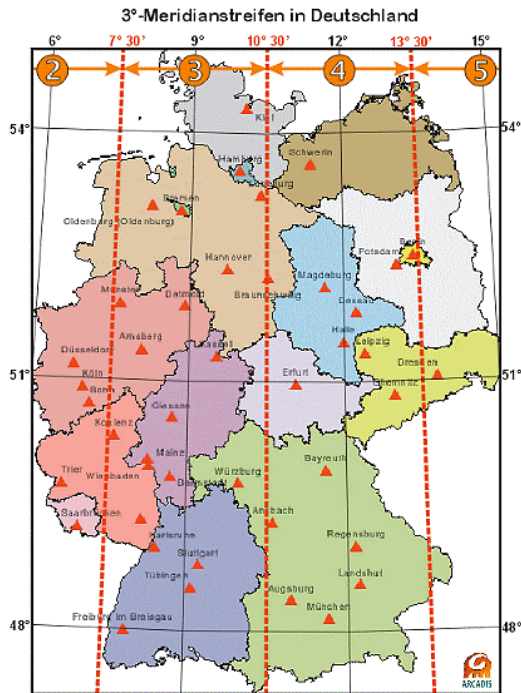 3°-Meridianstreifen in Deutschland
6° 7° 30' 9° 10° 30' 12° 13° 30' 15°
2 3 4 5
54° 54°
Kiel
Schwerin
Hamburg
Lüneburg
Bremen
Oldenburg (Oldenburg)
Berlin
Potsdam
Hannover
Magdeburg
Braunschweig
Münster
Detmold
Dessau
Halle
Leipzig
Arnsberg
Kassel
Düsseldorf
Dresden
51° 51°
Köln
Erfurt
Chemnitz
Bonn
Giessen
Koblenz
Mainz
Bayreuth
Trier
Wiesbaden
Würzburg
Darmstadt
Saarbrücken
Ansbach
Karlsruhe
Regensburg
Stuttgart
Tübingen
Landshut
Augsburg
München
Freiburg im Breisgau
48° 48°
ARCADIS